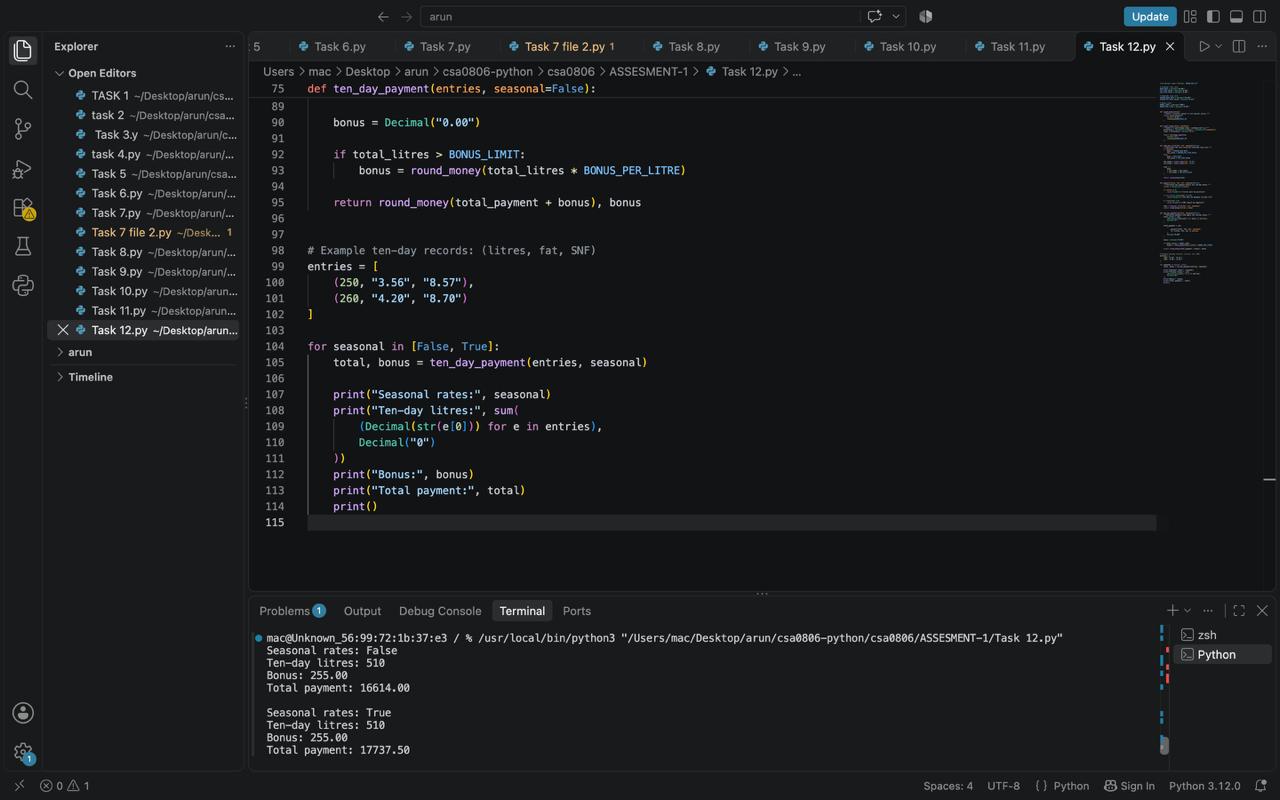 arun
Update
Explorer
Open Editors
TASK 1 ~/Desktop/arun/cs...
task 2 ~/Desktop/arun/csa...
Task 3.y ~/Desktop/arun/c...
task 4.py ~/Desktop/arun/...
Task 5 ~/Desktop/arun/csa...
Task 6.py ~/Desktop/arun/...
Task 7.py ~/Desktop/arun/...
Task 7 file 2.py ~/Desk... 1
Task 8.py ~/Desktop/arun/...
Task 9.py ~/Desktop/arun/...
Task 10.py ~/Desktop/arun...
Task 11.py ~/Desktop/arun...
Task 12.py ~/Desktop/arun...
arun
Timeline
5 Task 6.py Task 7.py Task 7 file 2.py 1 Task 8.py Task 9.py Task 10.py Task 11.py Task 12.py
Users > mac > Desktop > arun > csa0806-python > csa0806 > ASSESMENT-1 > Task 12.py > ...
75 def ten_day_payment(entries, seasonal=False):
89
90 bonus = Decimal("0.00")
91
92 if total_litres > BONUS_LIMIT:
93 bonus = round_money(total_litres * BONUS_PER_LITRE)
94
95 return round_money(total_payment + bonus), bonus
96
97
98 # Example ten-day records: (litres, fat, SNF)
99 entries = [
100 (250, "3.56", "8.57"),
101 (260, "4.20", "8.70")
102 ]
103
104 for seasonal in [False, True]:
105 total, bonus = ten_day_payment(entries, seasonal)
106
107 print("Seasonal rates:", seasonal)
108 print("Ten-day litres:", sum(
109 (Decimal(str(e[0])) for e in entries),
110 Decimal("0")
111 ))
112 print("Bonus:", bonus)
113 print("Total payment:", total)
114 print()
115
Problems 1 Output Debug Console Terminal Ports
mac@Unknown_56:99:72:1b:37:e3 / % /usr/local/bin/python3 "/Users/mac/Desktop/arun/csa0806-python/csa0806/ASSESMENT-1/Task 12.py"
Seasonal rates: False
Ten-day litres: 510
Bonus: 255.00
Total payment: 16614.00
Seasonal rates: True
Ten-day litres: 510
Bonus: 255.00
Total payment: 17737.50
zsh
Python
1
0 1
Spaces: 4 UTF-8 { } Python Sign In Python 3.12.0